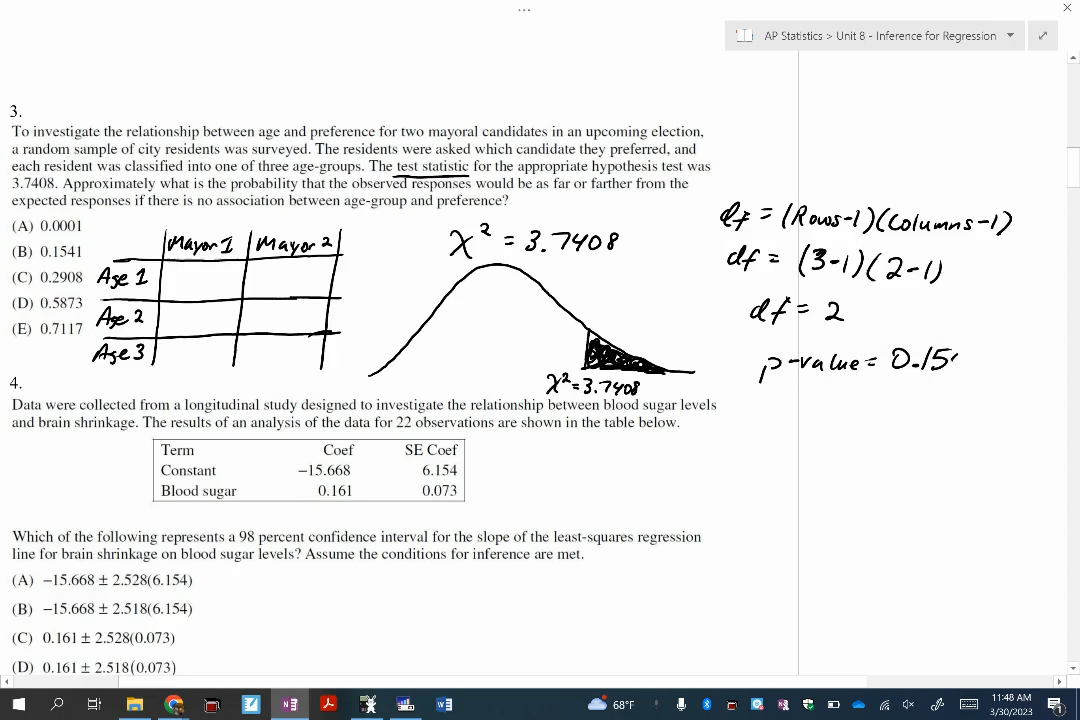 AP Statistics > Unit 8 - Inference for Regression
3.
To investigate the relationship between age and preference for two mayoral candidates in an upcoming election,
a random sample of city residents was surveyed. The residents were asked which candidate they preferred, and
each resident was classified into one of three age-groups. The test statistic for the appropriate hypothesis test was
3.7408. Approximately what is the probability that the observed responses would be as far or farther from the
expected responses if there is no association between age-group and preference?
(A) 0.0001
(B) 0.1541
(C) 0.2908
(D) 0.5873
(E) 0.7117
Mayor 1 Mayor 2
Age 1
Age 2
Age 3
χ² = 3.7408
χ² = 3.7408
df = (Rows-1)(Columns-1)
df = (3-1)(2-1)
df = 2
p-value = 0.15
4.
Data were collected from a longitudinal study designed to investigate the relationship between blood sugar levels
and brain shrinkage. The results of an analysis of the data for 22 observations are shown in the table below.
Term Coef SE Coef
Constant −15.668 6.154
Blood sugar 0.161 0.073
Which of the following represents a 98 percent confidence interval for the slope of the least-squares regression
line for brain shrinkage on blood sugar levels? Assume the conditions for inference are met.
(A) −15.668 ± 2.528(6.154)
(B) −15.668 ± 2.518(6.154)
(C) 0.161 ± 2.528(0.073)
(D) 0.161 ± 2.518(0.073)
68°F
11:48 AM
3/30/2023